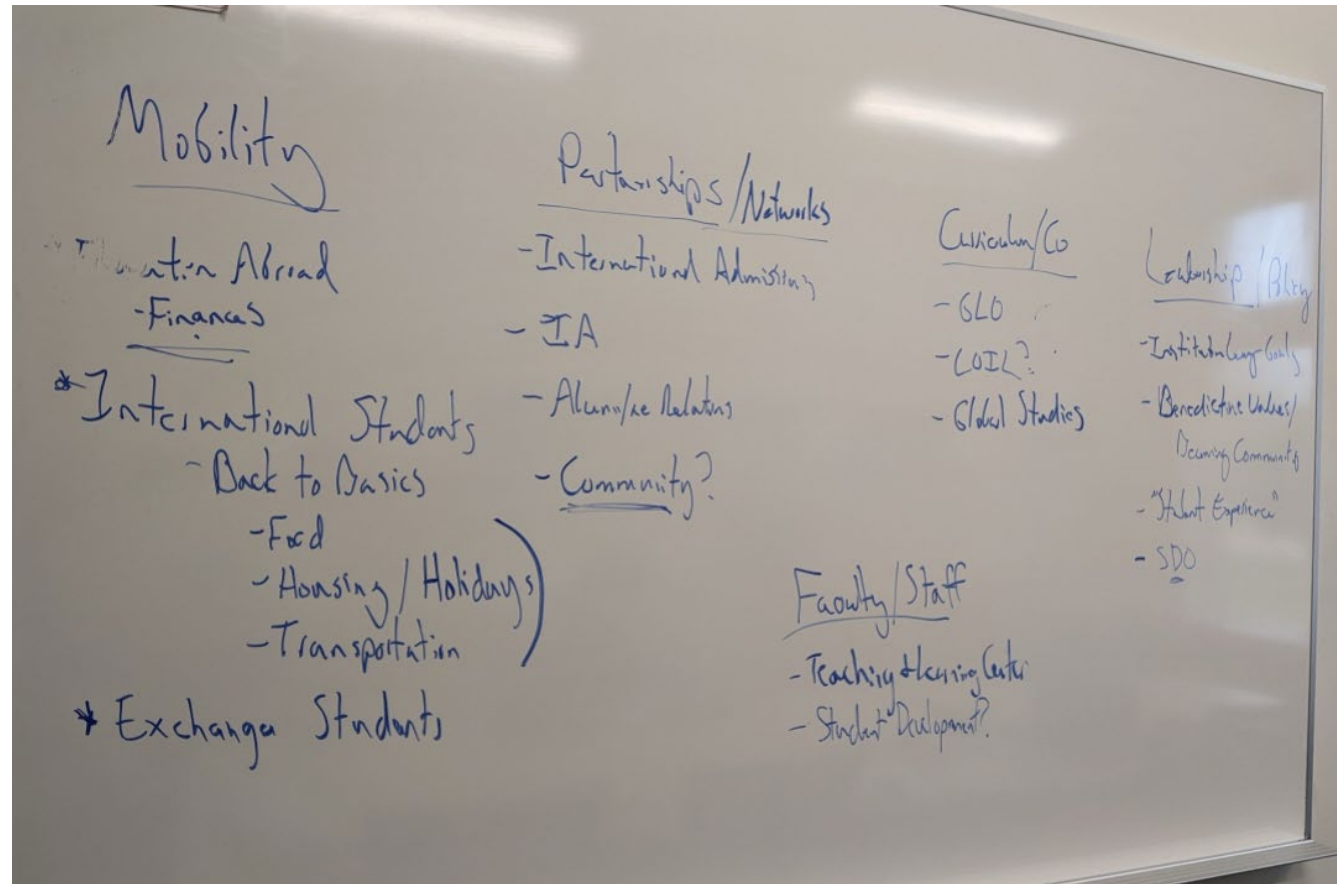 Mobility
Abroad
-Finances
* International Students
- Back to Basics
- Food
- Housing / Holidays
- Transportation
* Exchange Students
Partnerships / Networks
- International Admissions
- IA
- Alumni/ae Relations
- Community?
Curriculum/Co
- GLO
- COIL?
- Global Studies
Leadership / Policy
- Goals
- Benedictine Values/
Community
- "Student Experience"
- SDO
Faculty/Staff
- Teaching & Learning Center
- Student Development?